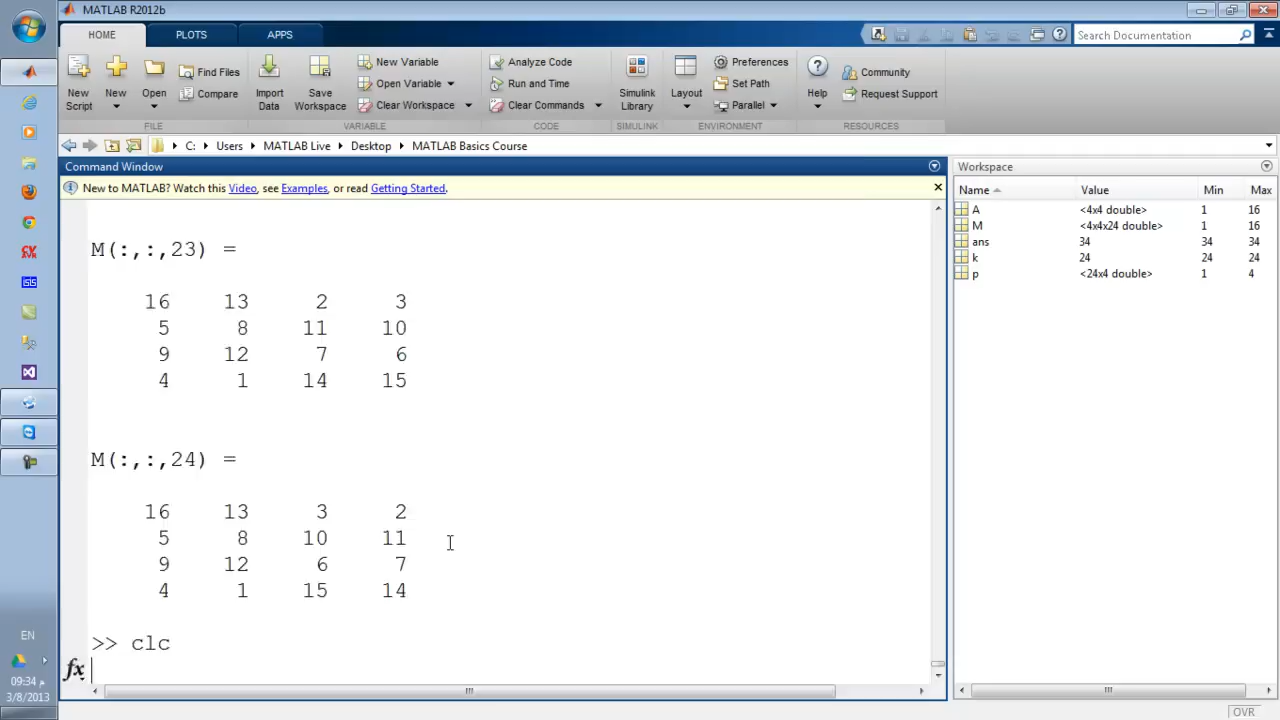 MATLAB R2012b
HOME PLOTS APPS
Search Documentation
New Script
New
Open
Find Files
Compare
Import Data
Save Workspace
New Variable
Open Variable
Clear Workspace
Analyze Code
Run and Time
Clear Commands
Simulink Library
Layout
Preferences
Set Path
Parallel
Help
Community
Request Support
FILE VARIABLE CODE SIMULINK ENVIRONMENT RESOURCES
C: Users MATLAB Live Desktop MATLAB Basics Course
Command Window
New to MATLAB? Watch this Video, see Examples, or read Getting Started.
M(:,:,23) =
16 13 2 3
5 8 11 10
9 12 7 6
4 1 14 15
M(:,:,24) =
16 13 3 2
5 8 10 11
9 12 6 7
4 1 15 14
>> clc
fx
Workspace
Name Value Min Max
A <4x4 double> 1 16
M <4x4x24 double> 1 16
ans 34 34 34
k 24 24 24
p <24x4 double> 1 4
EN
09:34 م
3/8/2013
OVR